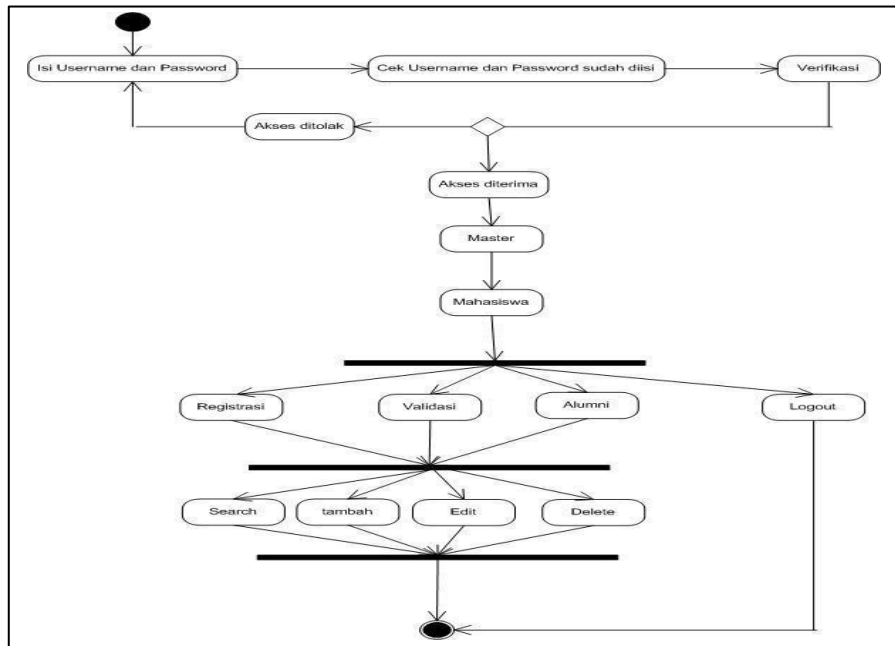 Isi Username dan Password
Cek Username dan Password sudah diisi
Verifikasi
Akses ditolak
Akses diterima
Master
Mahasiswa
Registrasi
Validasi
Alumni
Logout
Search
tambah
Edit
Delete